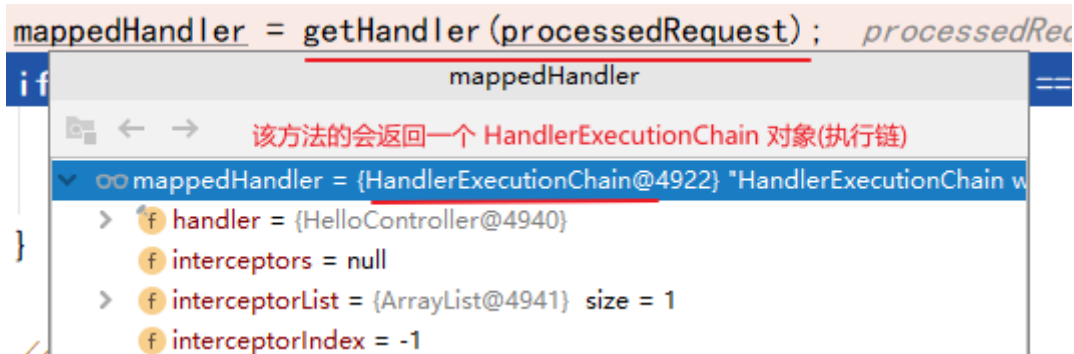 mappedHandler = getHandler(processedRequest); processedRec
if mappedHandler ==
该方法的会返回一个 HandlerExecutionChain 对象(执行链)
mappedHandler = {HandlerExecutionChain@4922} "HandlerExecutionChain w
handler = {HelloController@4940}
} interceptors = null
interceptorList = {ArrayList@4941} size = 1
interceptorIndex = -1
//